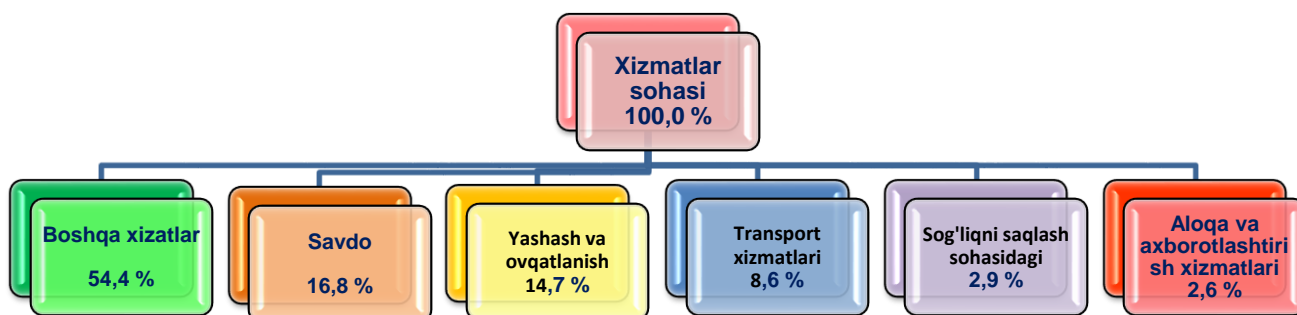 Xizmatlar
sohasi
100,0 %
Boshqa xizatlar
54,4 %
Savdo
16,8 %
Yashash va
ovqatlanish
14,7 %
Transport
xizmatlari
8,6 %
Sog'liqni saqlash
sohasidagi
2,9 %
Aloqa va
axborotlashtiri
sh xizmatlari
2,6 %